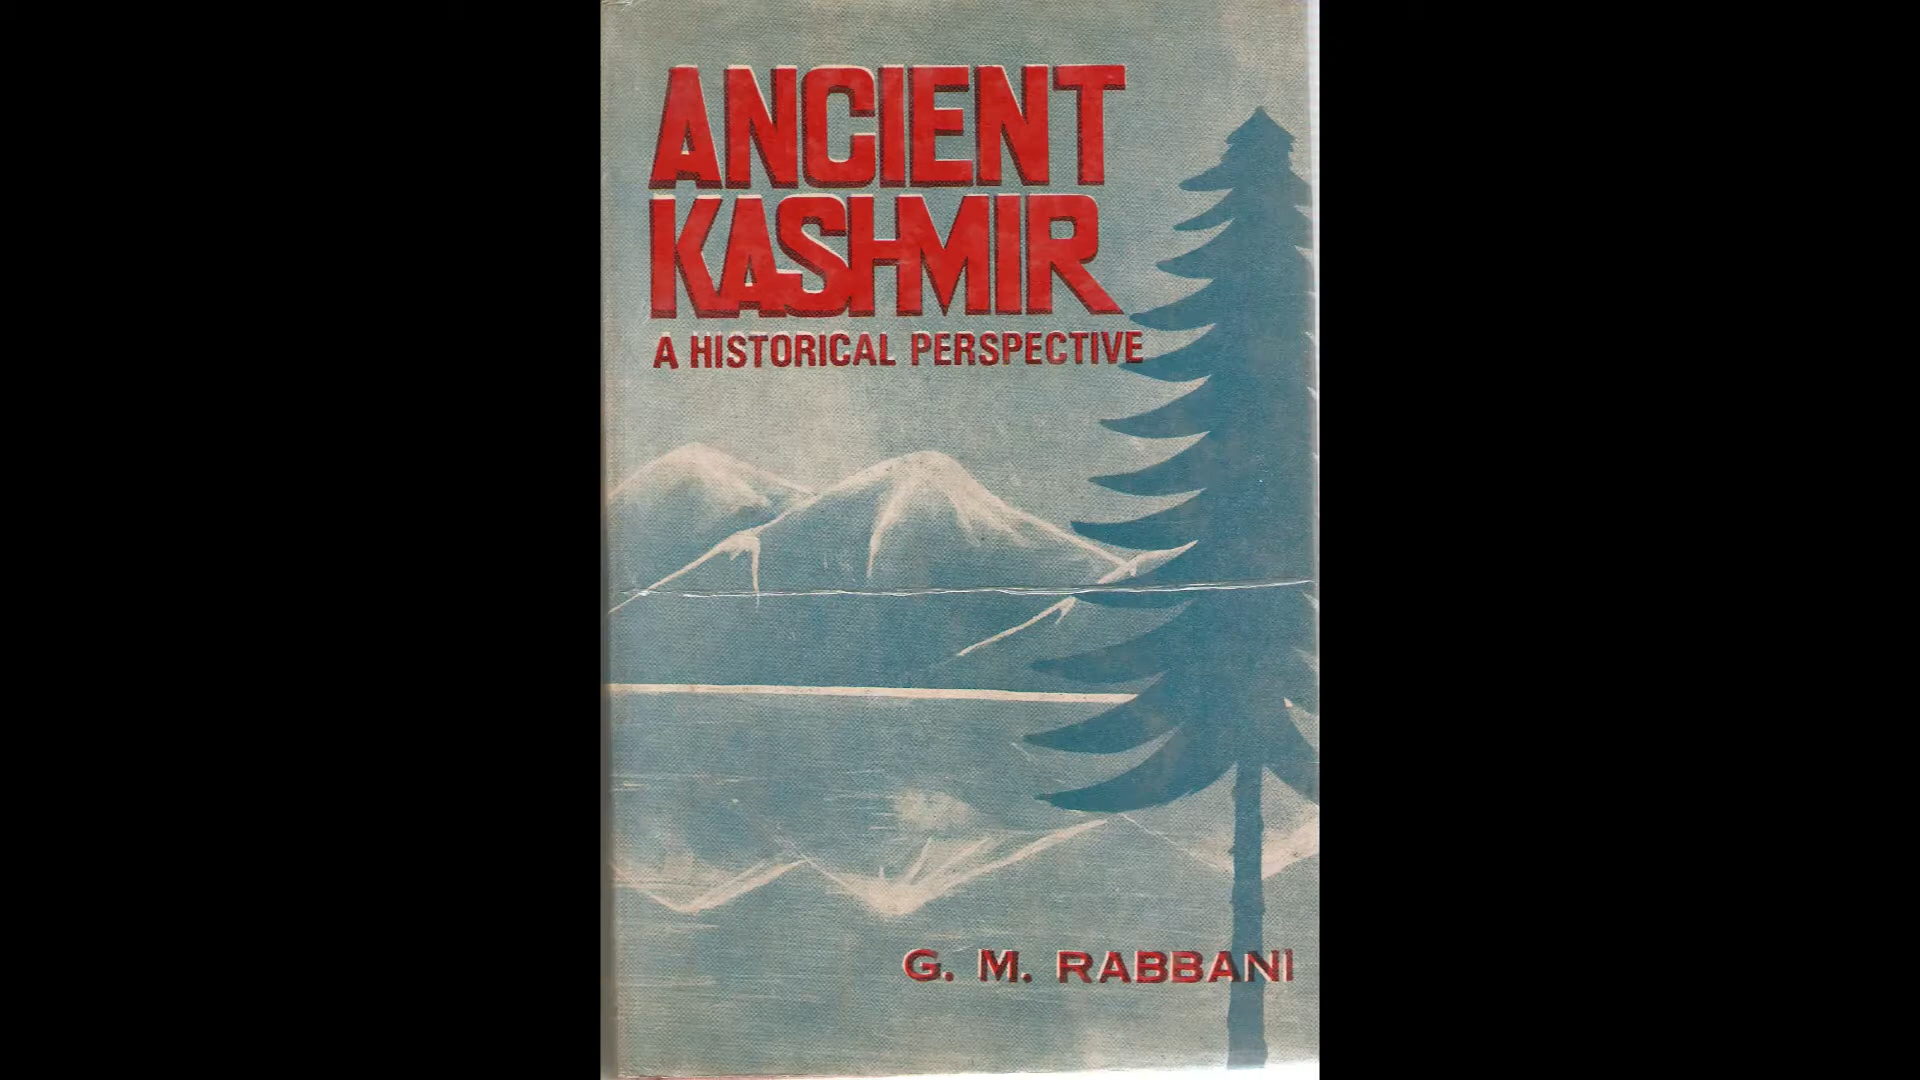 ANCIENT
KASHMIR
A HISTORICAL PERSPECTIVE
G. M. RABBANI